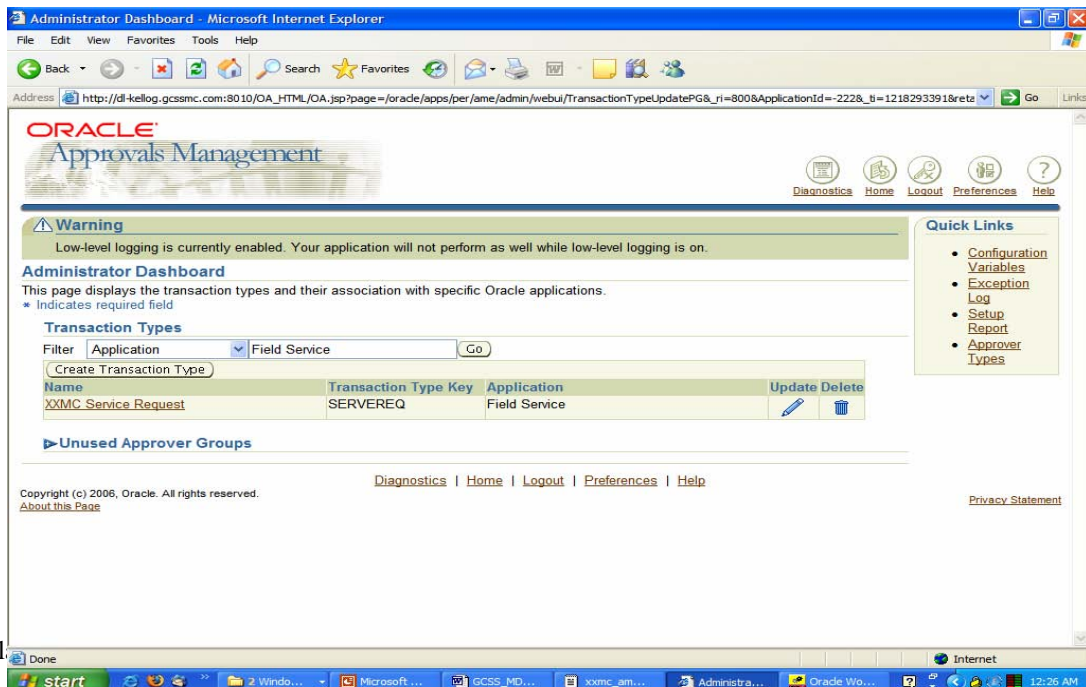 Administrator Dashboard - Microsoft Internet Explorer
File Edit View Favorites Tools Help
Back Search Favorites
Address http://dl-kellog.gcssmc.com:8010/OA_HTML/OA.jsp?page=/oracle/apps/per/ame/admin/webui/TransactionTypeUpdatePG&_ri=800&ApplicationId=-222&_ti=1218293391&reta Go Links
ORACLE
Approvals Management
Diagnostics Home Logout Preferences Help
Warning
Low-level logging is currently enabled. Your application will not perform as well while low-level logging is on.
Administrator Dashboard
This page displays the transaction types and their association with specific Oracle applications.
* Indicates required field
Transaction Types
Filter Application Field Service Go
Create Transaction Type
Name Transaction Type Key Application Update Delete
XXMC Service Request SERVEREQ Field Service
Unused Approver Groups
Quick Links
Configuration
Variables
Exception
Log
Setup
Report
Approver
Types
Diagnostics | Home | Logout | Preferences | Help
Copyright (c) 2006, Oracle. All rights reserved.
About this Page
Privacy Statement
Done Internet
start 2 Windo... Microsoft ... GCSS_MD... xxmc_am... Administra... Oracle Wo... 12:26 AM